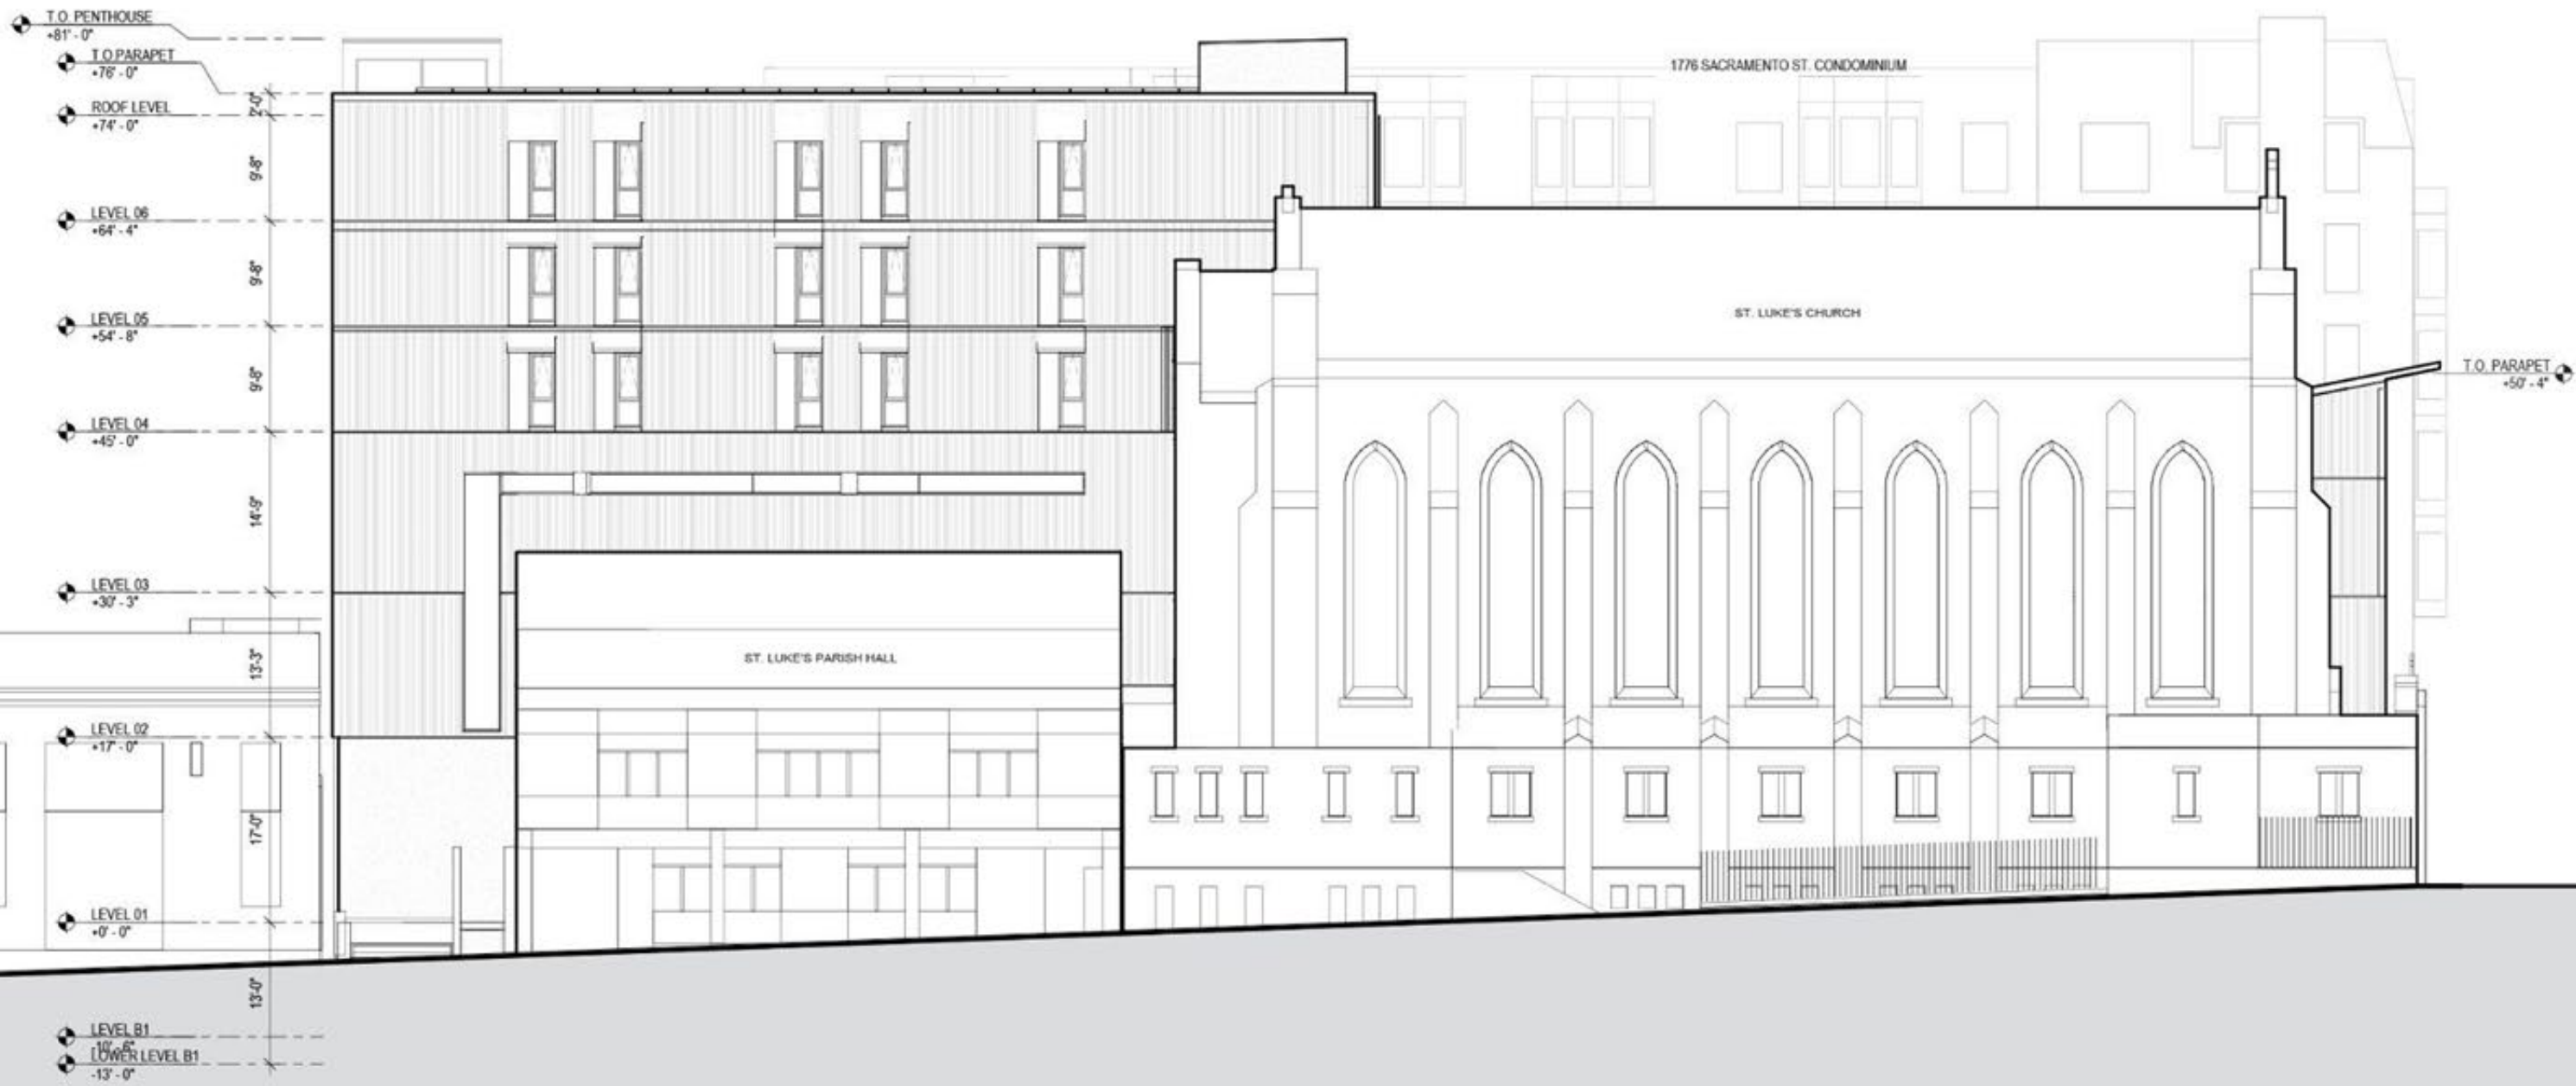 T.O. PENTHOUSE
+81' - 0"
T.O PARAPET
+76' - 0"
ROOF LEVEL
+74' - 0"
2'-0"
9'-8"
LEVEL 06
+64' - 4"
9'-8"
LEVEL 05
+54' - 8"
9'-8"
LEVEL 04
+45' - 0"
14'-9"
LEVEL 03
+30' - 3"
13'-3"
LEVEL 02
+17' - 0"
17'-0"
LEVEL 01
+0' - 0"
13'-0"
LEVEL B1
-10' - 6"
LOWER LEVEL B1
-13' - 0"
1776 SACRAMENTO ST. CONDOMINIUM
ST. LUKE'S CHURCH
ST. LUKE'S PARISH HALL
T.O. PARAPET
+50' - 4"